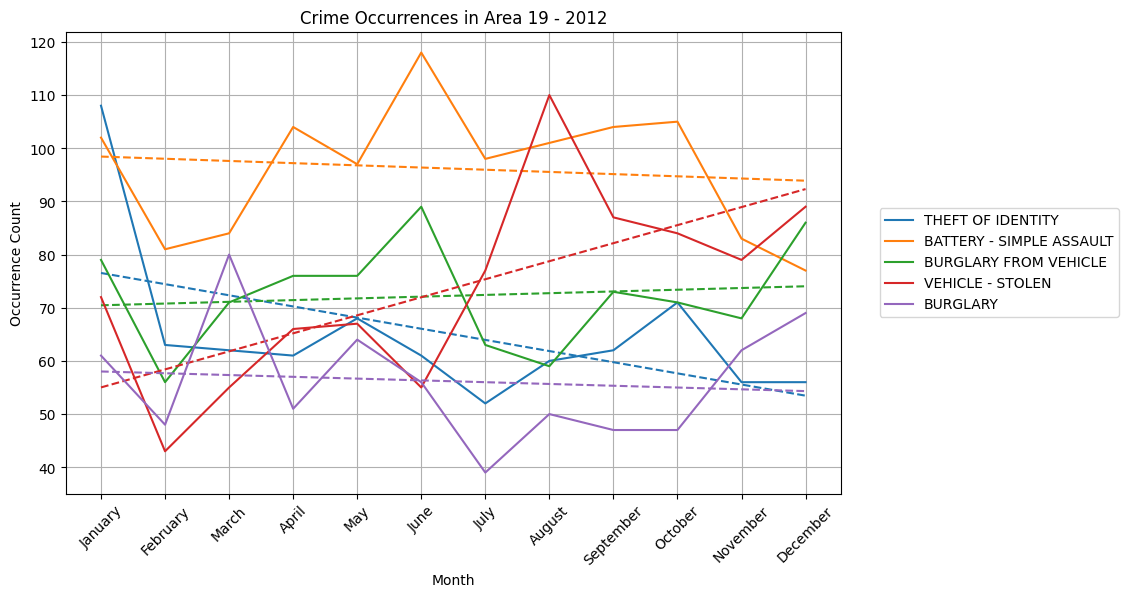 Crime Occurrences in Area 19 - 2012
Occurrence Count
120
110
100
90
80
70
60
50
40
January
February
March
April
May
June
July
August
September
October
November
December
Month
THEFT OF IDENTITY
BATTERY - SIMPLE ASSAULT
BURGLARY FROM VEHICLE
VEHICLE - STOLEN
BURGLARY